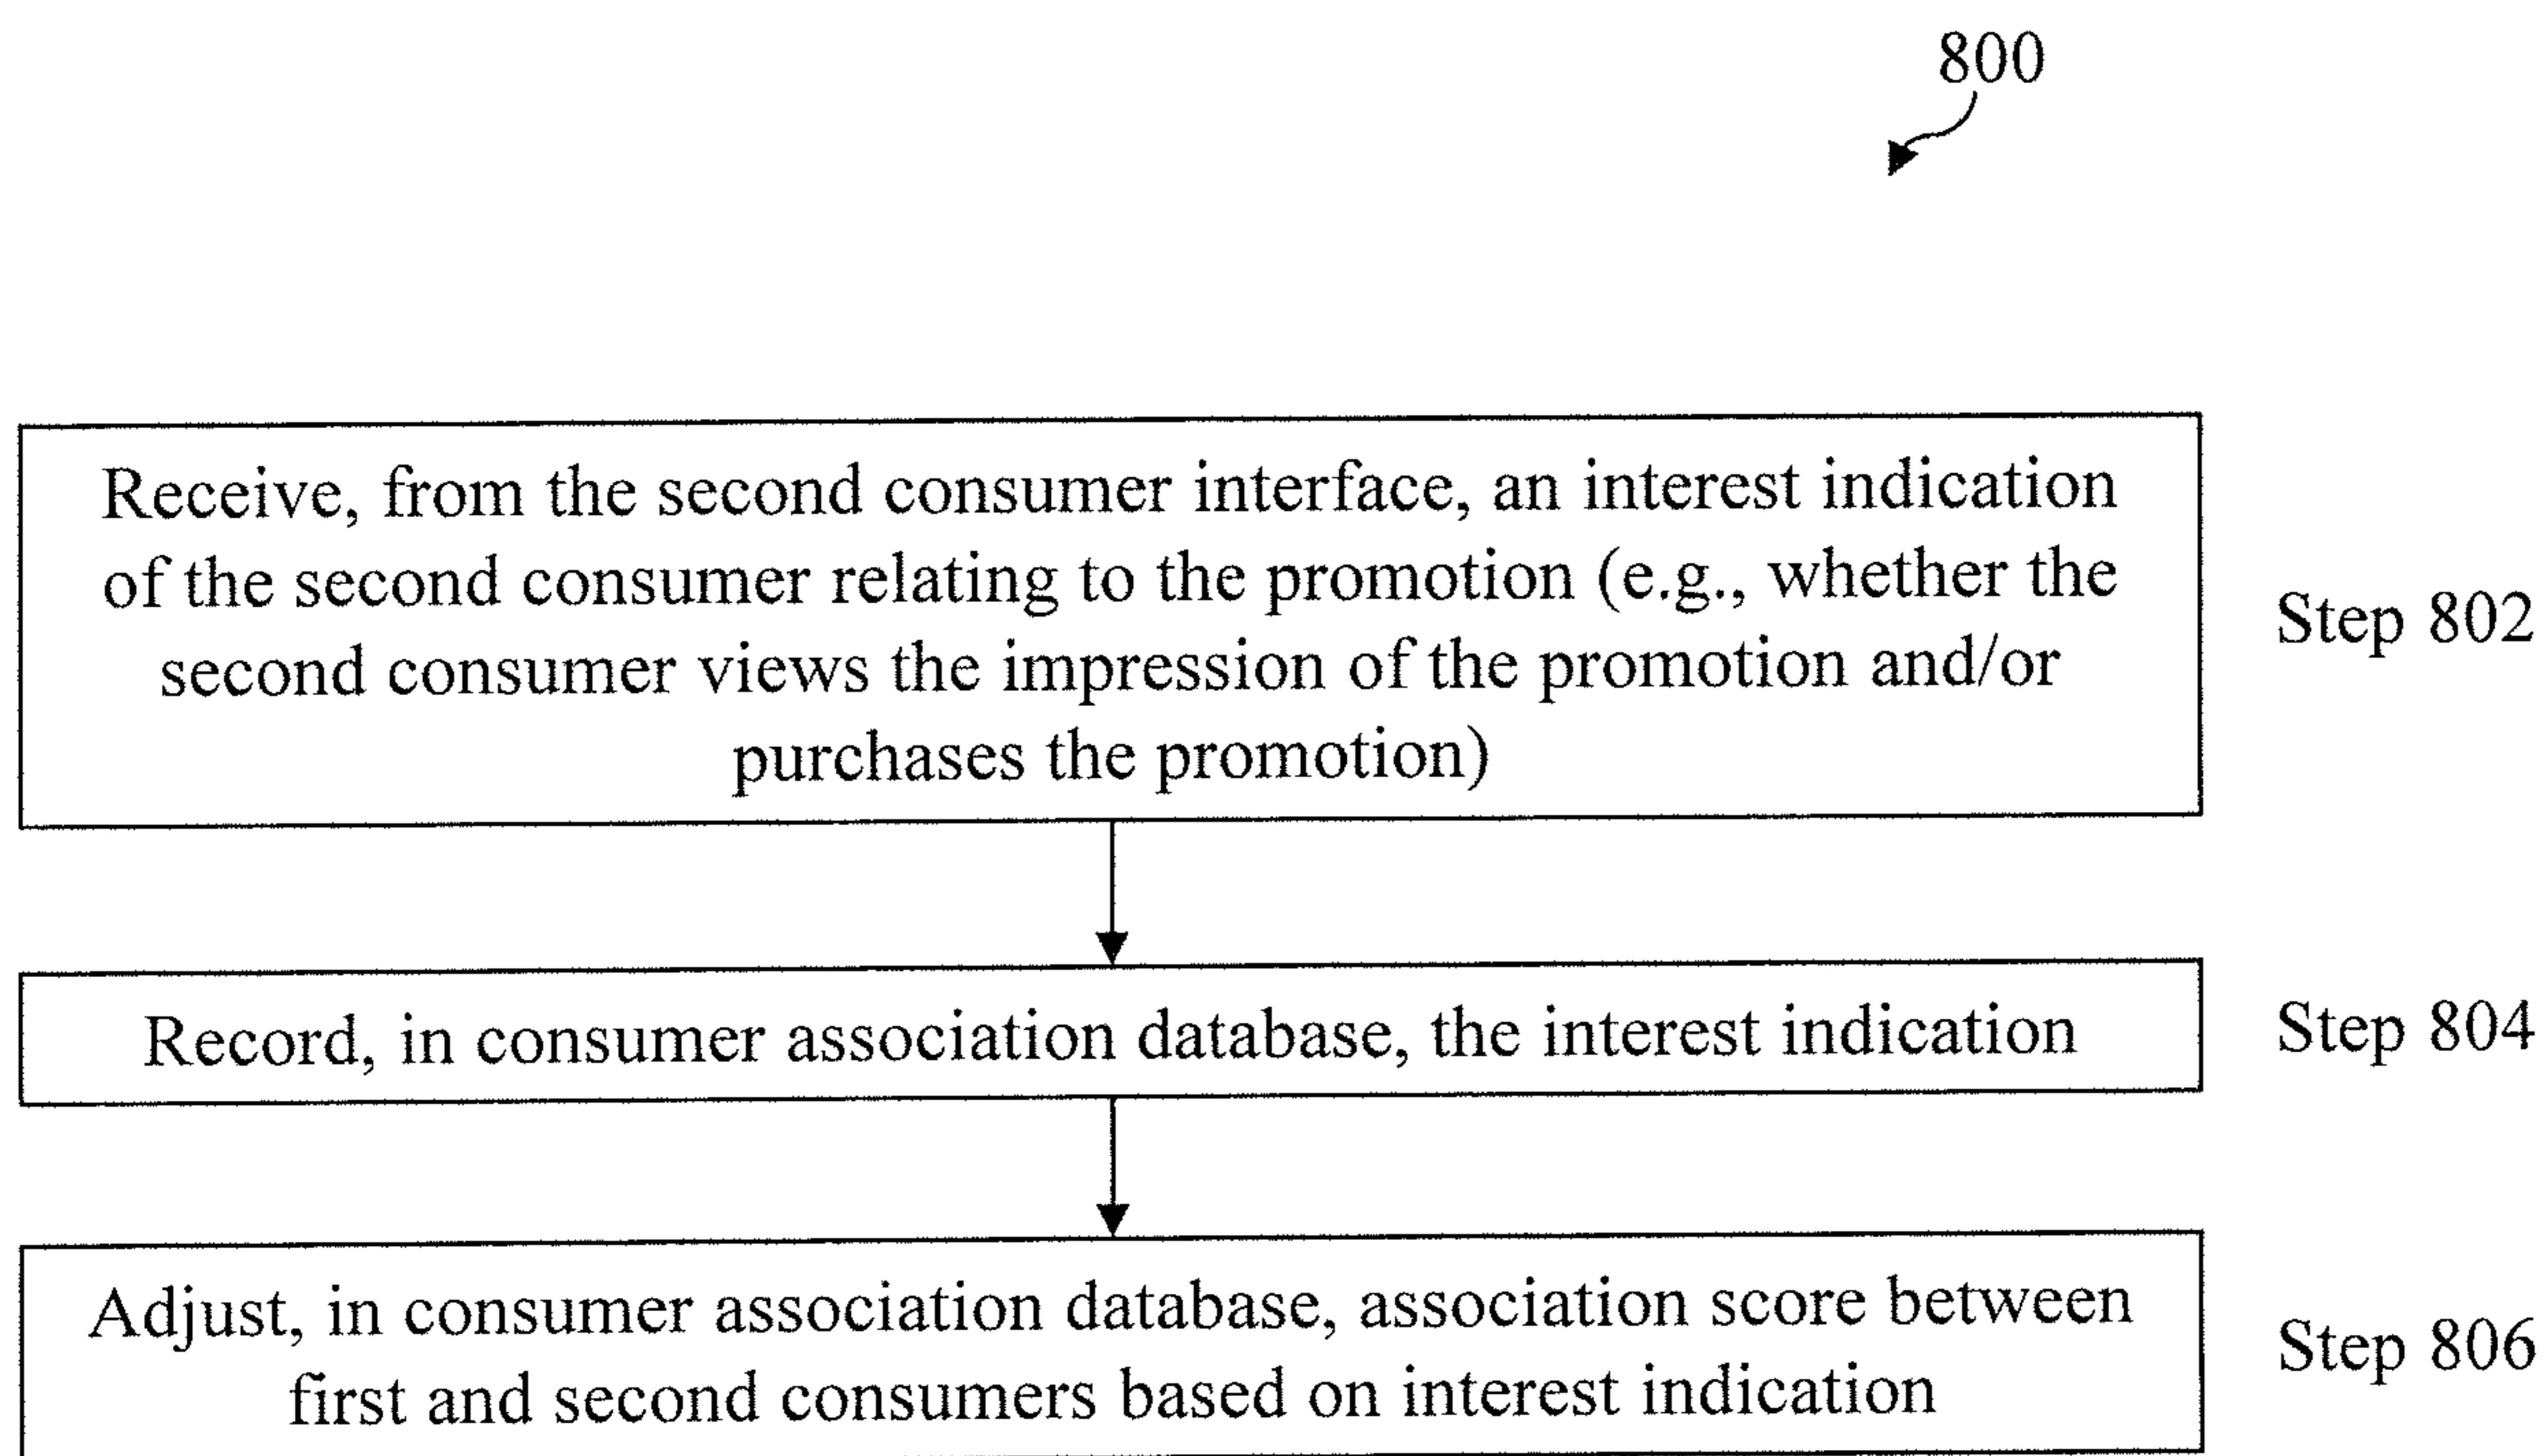 800
Receive, from the second consumer interface, an interest indication
of the second consumer relating to the promotion (e.g., whether the
second consumer views the impression of the promotion and/or
purchases the promotion)
Step 802
Record, in consumer association database, the interest indication
Step 804
Adjust, in consumer association database, association score between
first and second consumers based on interest indication
Step 806